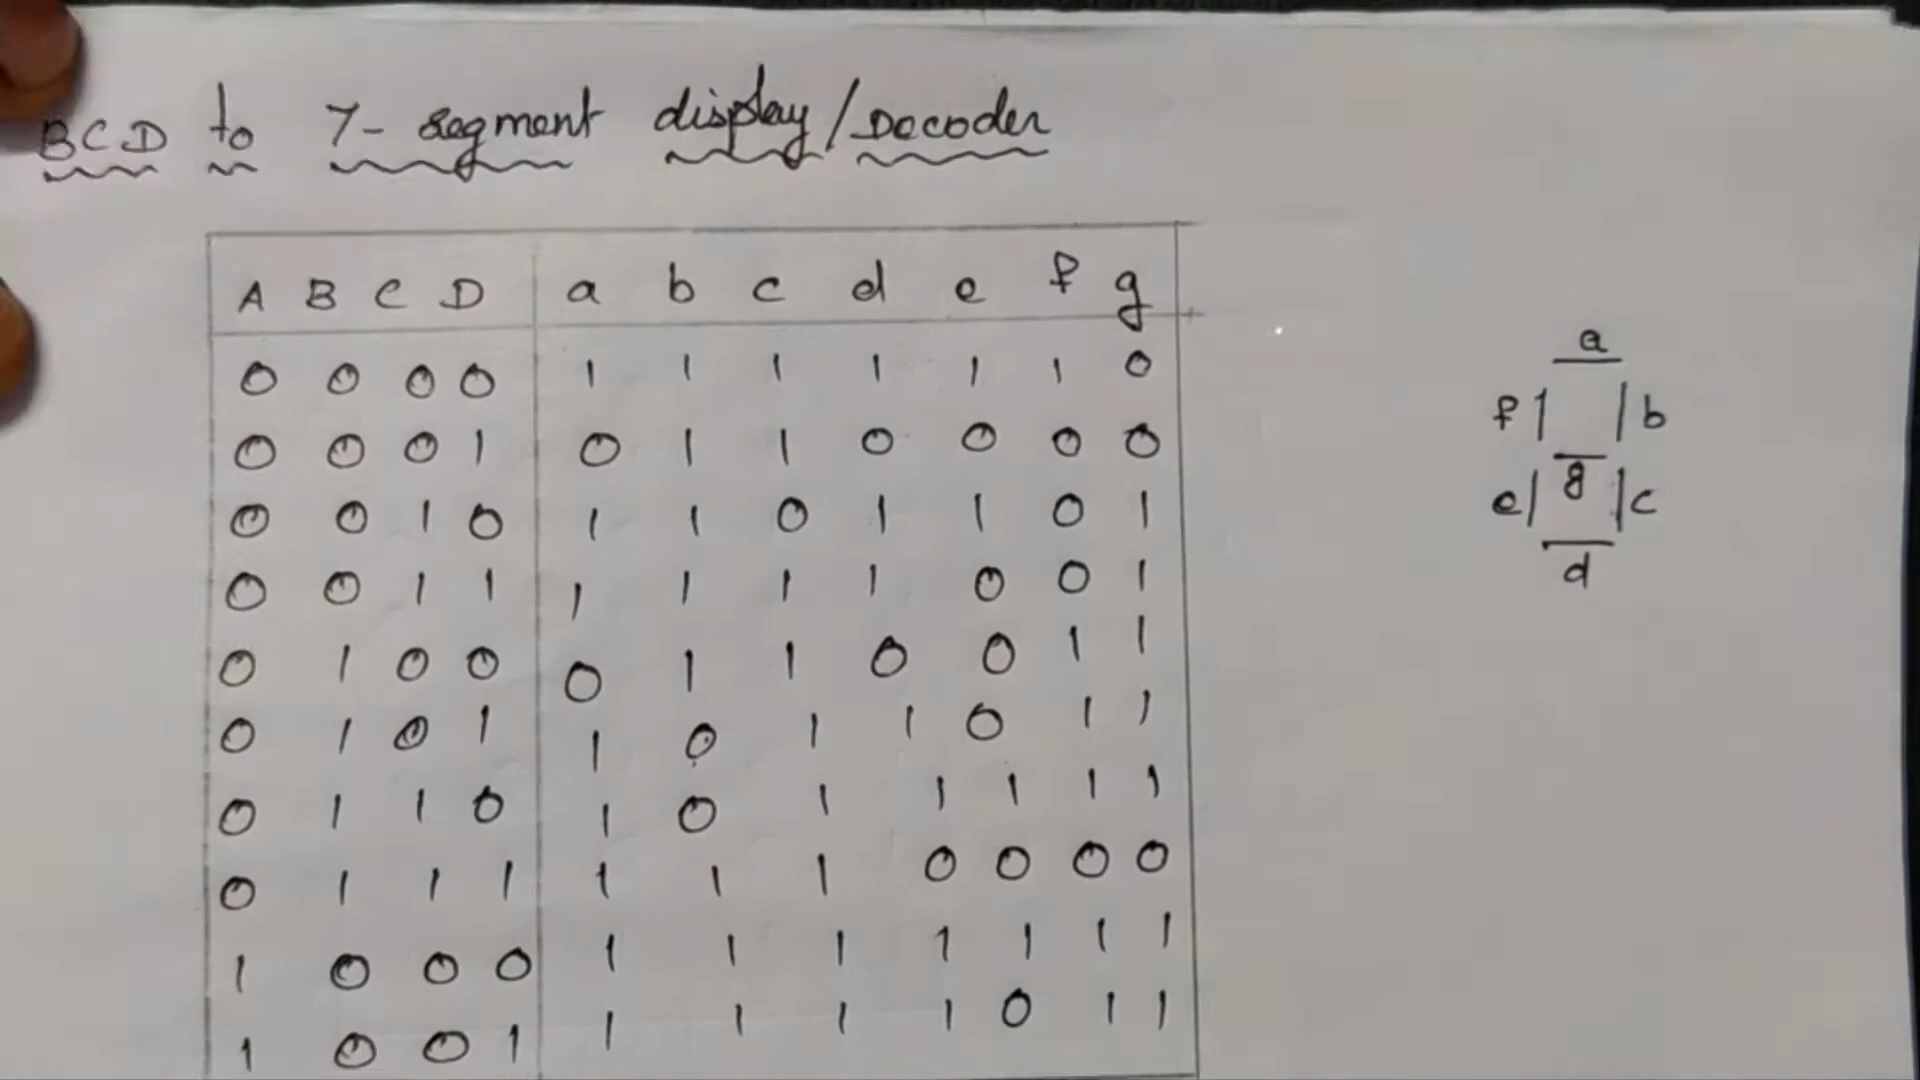 BCD to 7-segment display/Decoder
A B C D a b c d e f g
0 0 0 0 1 1 1 1 1 1 0
0 0 0 1 0 1 1 0 0 0 0
0 0 1 0 1 1 0 1 1 0 1
0 0 1 1 1 1 1 1 0 0 1
0 1 0 0 0 1 1 0 0 1 1
0 1 0 1 1 0 1 1 0 1 1
0 1 1 0 1 0 1 1 1 1 1
0 1 1 1 1 1 1 0 0 0 0
1 0 0 0 1 1 1 1 1 1 1
1 0 0 1 1 1 1 1 0 1 1
a
f b
g
e c
d